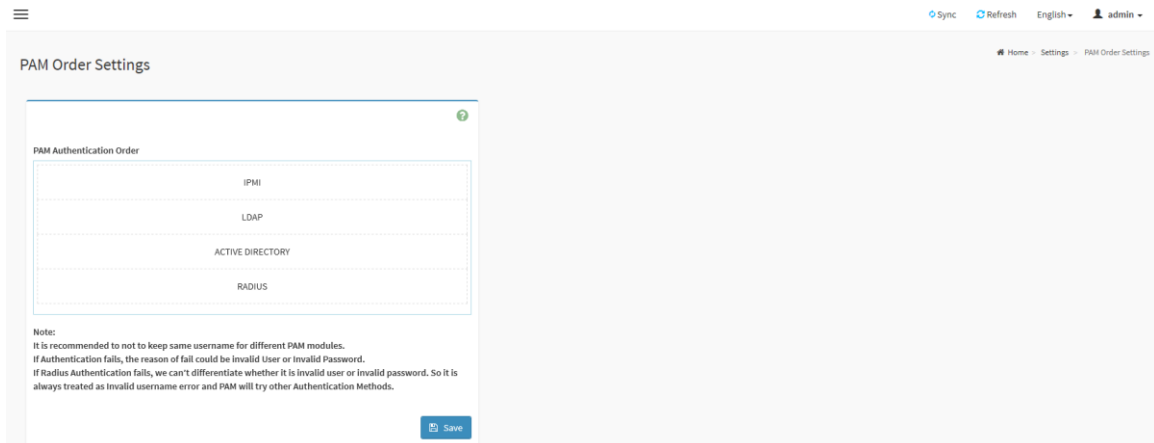 Sync Refresh English admin
Home > Settings > PAM Order Settings
PAM Order Settings
PAM Authentication Order
IPMI
LDAP
ACTIVE DIRECTORY
RADIUS
Note:
It is recommended to not to keep same username for different PAM modules.
If Authentication fails, the reason of fail could be invalid User or Invalid Password.
If Radius Authentication fails, we can't differentiate whether it is invalid user or invalid password. So it is
always treated as Invalid username error and PAM will try other Authentication Methods.
Save